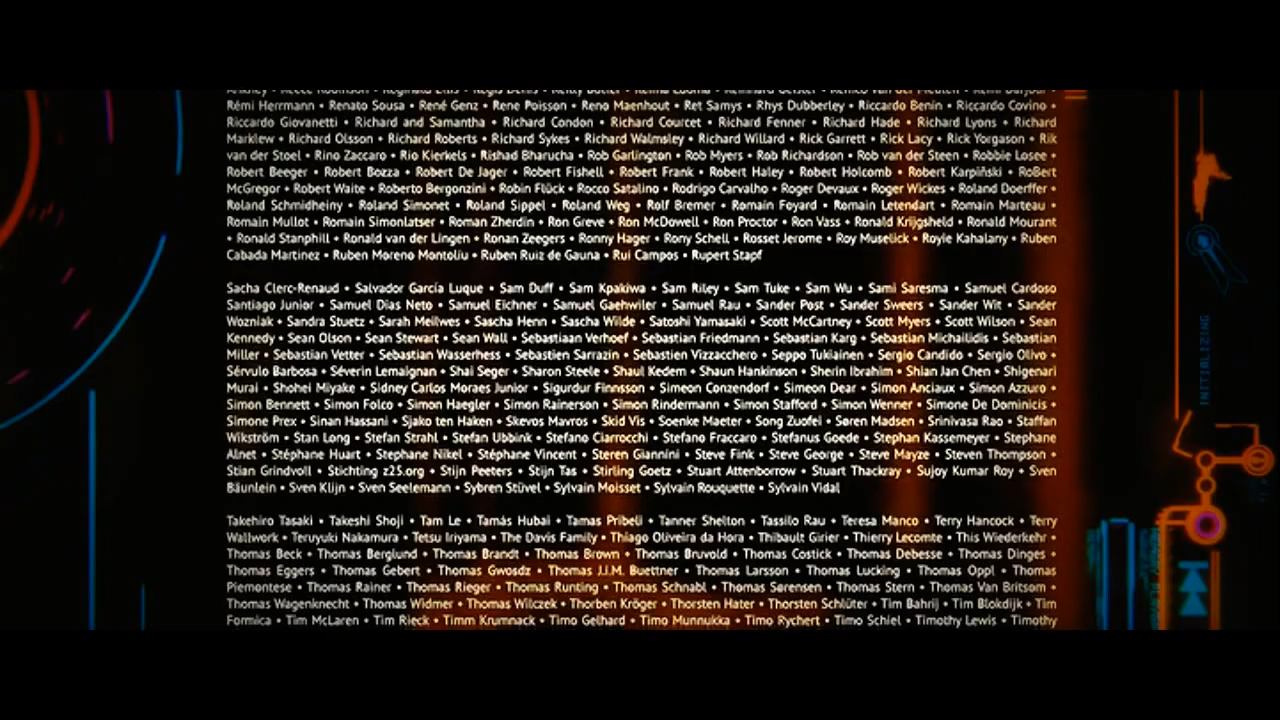 Rémi Herrmann • Renato Sousa • René Genz • Rene Poisson • Reno Maenhout • Ret Samys • Rhys Dubberley • Riccardo Benin • Riccardo Covino •
Riccardo Giovanetti • Richard and Samantha • Richard Condon • Richard Courcet • Richard Fenner • Richard Hade • Richard Lyons • Richard
Marklew • Richard Olsson • Richard Roberts • Richard Sykes • Richard Walmsley • Richard Willard • Rick Garrett • Rick Lacy • Rick Yorgason • Rik
van der Stoel • Rino Zaccaro • Rio Kierkels • Rishad Bharucha • Rob Garlington • Rob Myers • Rob Richardson • Rob van der Steen • Robbie Losee •
Robert Beeger • Robert Bozza • Robert De Jager • Robert Fishell • Robert Frank • Robert Haley • Robert Holcomb • Robert Karpiński • RoBert
McGregor • Robert Waite • Roberto Bergonzini • Robin Flück • Rocco Satalino • Rodrigo Carvalho • Roger Devaux • Roger Wickes • Roland Doerffer •
Roland Schmidheiny • Roland Simonet • Roland Sippel • Roland Weg • Rolf Bremer • Romain Foyard • Romain Letendart • Romain Marteau •
Romain Mullot • Romain Simonlatser • Roman Zherdin • Ron Greve • Ron McDowell • Ron Proctor • Ron Vass • Ronald Krijgsheld • Ronald Mourant
• Ronald Stanphill • Ronald van der Lingen • Ronan Zeegers • Ronny Hager • Rony Schell • Rosset Jerome • Roy Muselick • Royie Kahalany • Ruben
Cabada Martinez • Ruben Moreno Montoliu • Ruben Ruiz de Gauna • Rui Campos • Rupert Stapf
Sacha Clerc-Renaud • Salvador García Luque • Sam Duff • Sam Kpakiwa • Sam Riley • Sam Tuke • Sam Wu • Sami Saresma • Samuel Cardoso
Santiago Junior • Samuel Dias Neto • Samuel Eichner • Samuel Gaehwiler • Samuel Rau • Sander Post • Sander Sweers • Sander Wit • Sander
Wozniak • Sandra Stuetz • Sarah Meilwes • Sascha Henn • Sascha Wilde • Satoshi Yamasaki • Scott McCartney • Scott Myers • Scott Wilson • Sean
Kennedy • Sean Olson • Sean Stewart • Sean Wall • Sebastiaan Verhoef • Sebastian Friedmann • Sebastian Karg • Sebastian Michailidis • Sebastian
Miller • Sebastian Vetter • Sebastian Wasserhess • Sebastien Sarrazin • Sebastien Vizzacchero • Seppo Tukiainen • Sergio Candido • Sergio Olivo •
Sérvulo Barbosa • Séverin Lemaignan • Shai Seger • Sharon Steele • Shaul Kedem • Shaun Hankinson • Sherin Ibrahim • Shian Jan Chen • Shigenari
Murai • Shohei Miyake • Sidney Carlos Moraes Junior • Sigurdur Finnsson • Simeon Conzendorf • Simeon Dear • Simon Anciaux • Simon Azzuro •
Simon Bennett • Simon Folco • Simon Haegler • Simon Rainerson • Simon Rindermann • Simon Stafford • Simon Wenner • Simone De Dominicis •
Simone Prex • Sinan Hassani • Sjako ten Haken • Skevos Mavros • Skid Vis • Soenke Maeter • Song Zuofei • Søren Madsen • Srinivasa Rao • Staffan
Wikström • Stan Long • Stefan Strahl • Stefan Ubbink • Stefano Ciarrocchi • Stefano Fraccaro • Stefanus Goede • Stephan Kassemeyer • Stephane
Alnet • Stéphane Huart • Stephane Nikel • Stéphane Vincent • Steren Giannini • Steve Fink • Steve George • Steve Mayze • Steven Thompson •
Stian Grindvoll • Stichting z25.org • Stijn Peeters • Stijn Tas • Stirling Goetz • Stuart Attenborrow • Stuart Thackray • Sujoy Kumar Roy • Sven
Bäunlein • Sven Klijn • Sven Seelemann • Sybren Stüvel • Sylvain Moisset • Sylvain Rouquette • Sylvain Vidal
Takehiro Tasaki • Takeshi Shoji • Tam Le • Tamás Hubai • Tamas Pribeli • Tanner Shelton • Tassilo Rau • Teresa Manco • Terry Hancock • Terry
Wallwork • Teruyuki Nakamura • Tetsu Iriyama • The Davis Family • Thiago Oliveira da Hora • Thibault Girier • Thierry Lecomte • This Wiederkehr •
Thomas Beck • Thomas Berglund • Thomas Brandt • Thomas Brown • Thomas Bruvold • Thomas Costick • Thomas Debesse • Thomas Dinges •
Thomas Eggers • Thomas Gebert • Thomas Gwosdz • Thomas J.I.M. Buettner • Thomas Larsson • Thomas Lucking • Thomas Oppl • Thomas
Piemontese • Thomas Rainer • Thomas Rieger • Thomas Runting • Thomas Schnabl • Thomas Sørensen • Thomas Stern • Thomas Van Britsom •
Thomas Wagenknecht • Thomas Widmer • Thomas Wilczek • Thorben Kröger • Thorsten Hater • Thorsten Schlüter • Tim Bahrij • Tim Blokdijk • Tim
Formica • Tim McLaren • Tim Rieck • Timm Krumnack • Timo Gelhard • Timo Munnukka • Timo Rychert • Timo Schiel • Timothy Lewis • Timothy
INITIALIZING